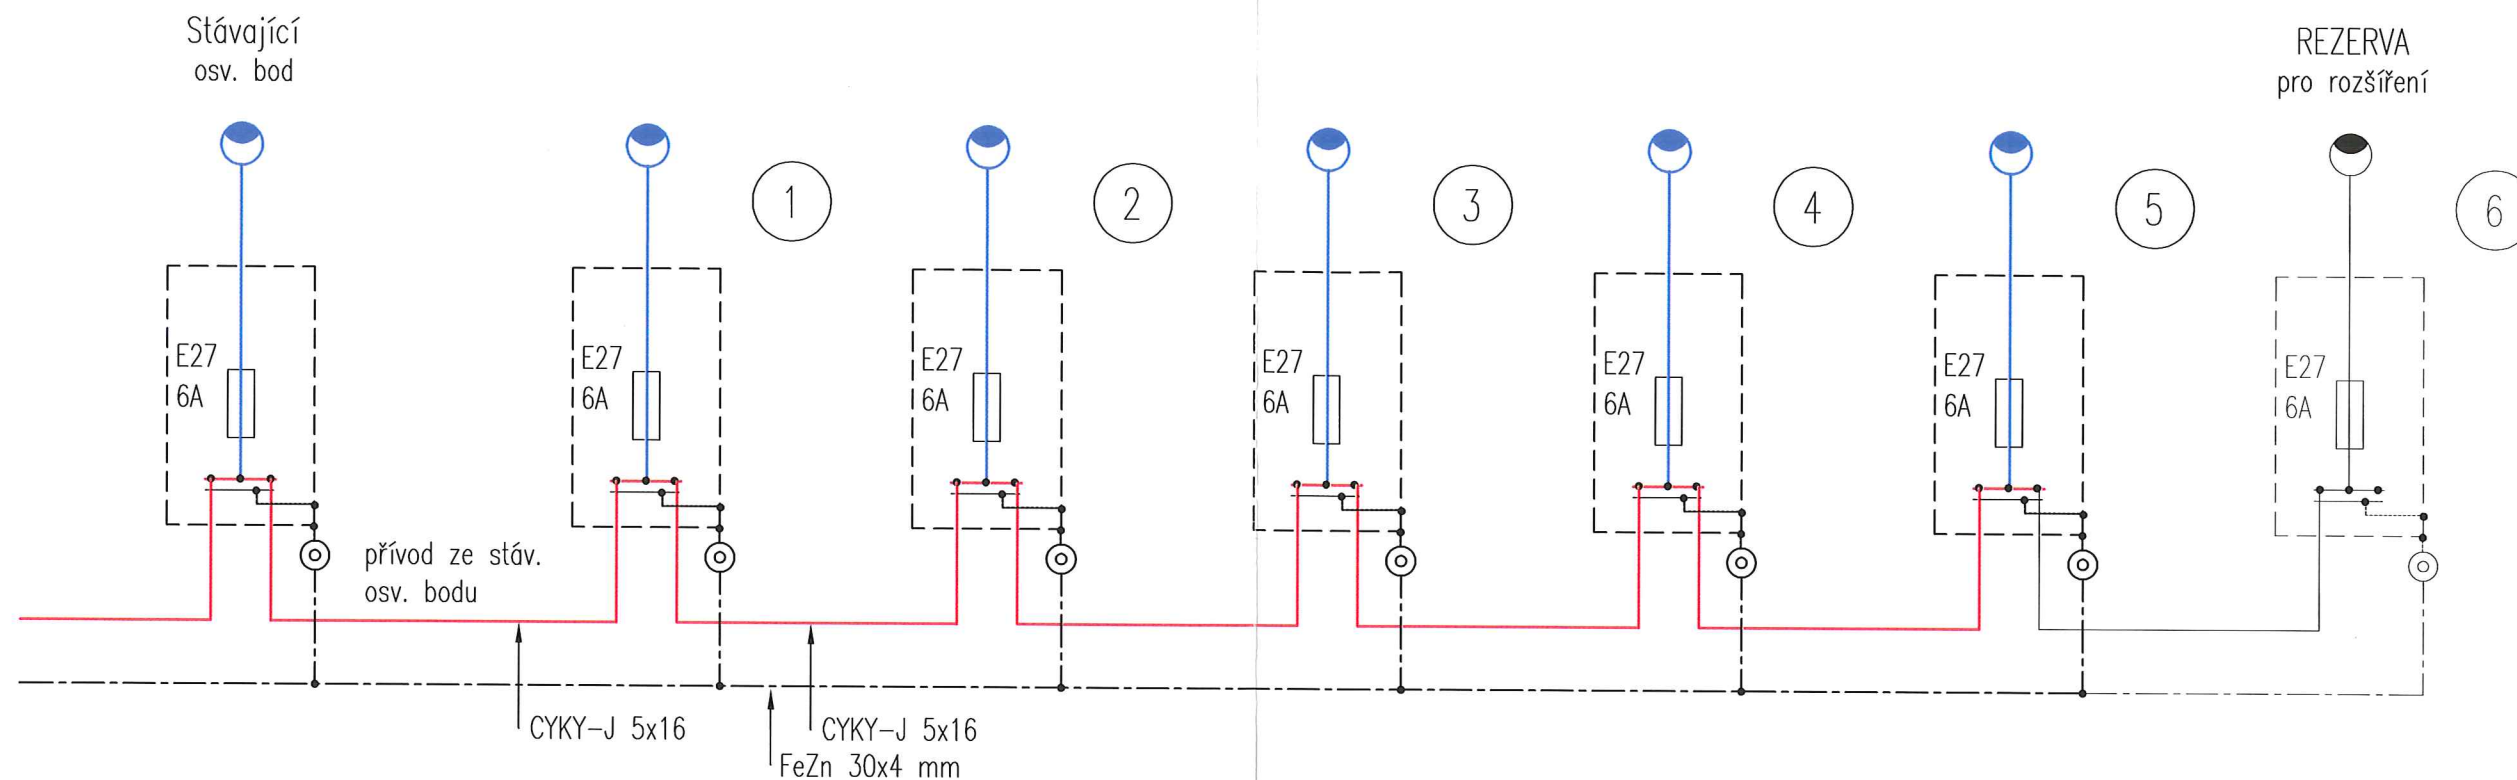 Stávající
osv. bod
REZERVA
pro rozšíření
1
2
3
4
5
6
E27
6A
E27
6A
E27
6A
E27
6A
E27
6A
E27
6A
E27
6A
přívod ze stáv.
osv. bodu
CYKY-J 5x16
CYKY-J 5x16
FeZn 30x4 mm